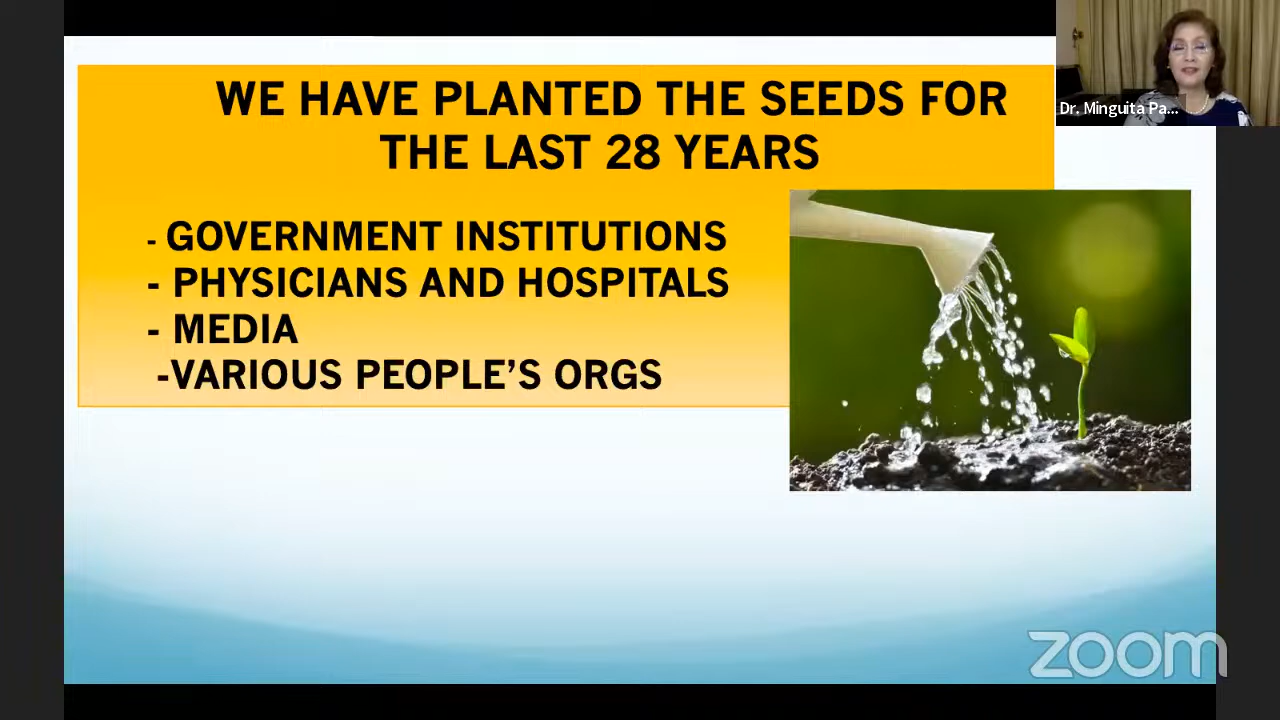 WE HAVE PLANTED THE SEEDS FOR
THE LAST 28 YEARS
- GOVERNMENT INSTITUTIONS
- PHYSICIANS AND HOSPITALS
- MEDIA
-VARIOUS PEOPLE’S ORGS
Dr. Minguita Pa...
zoom